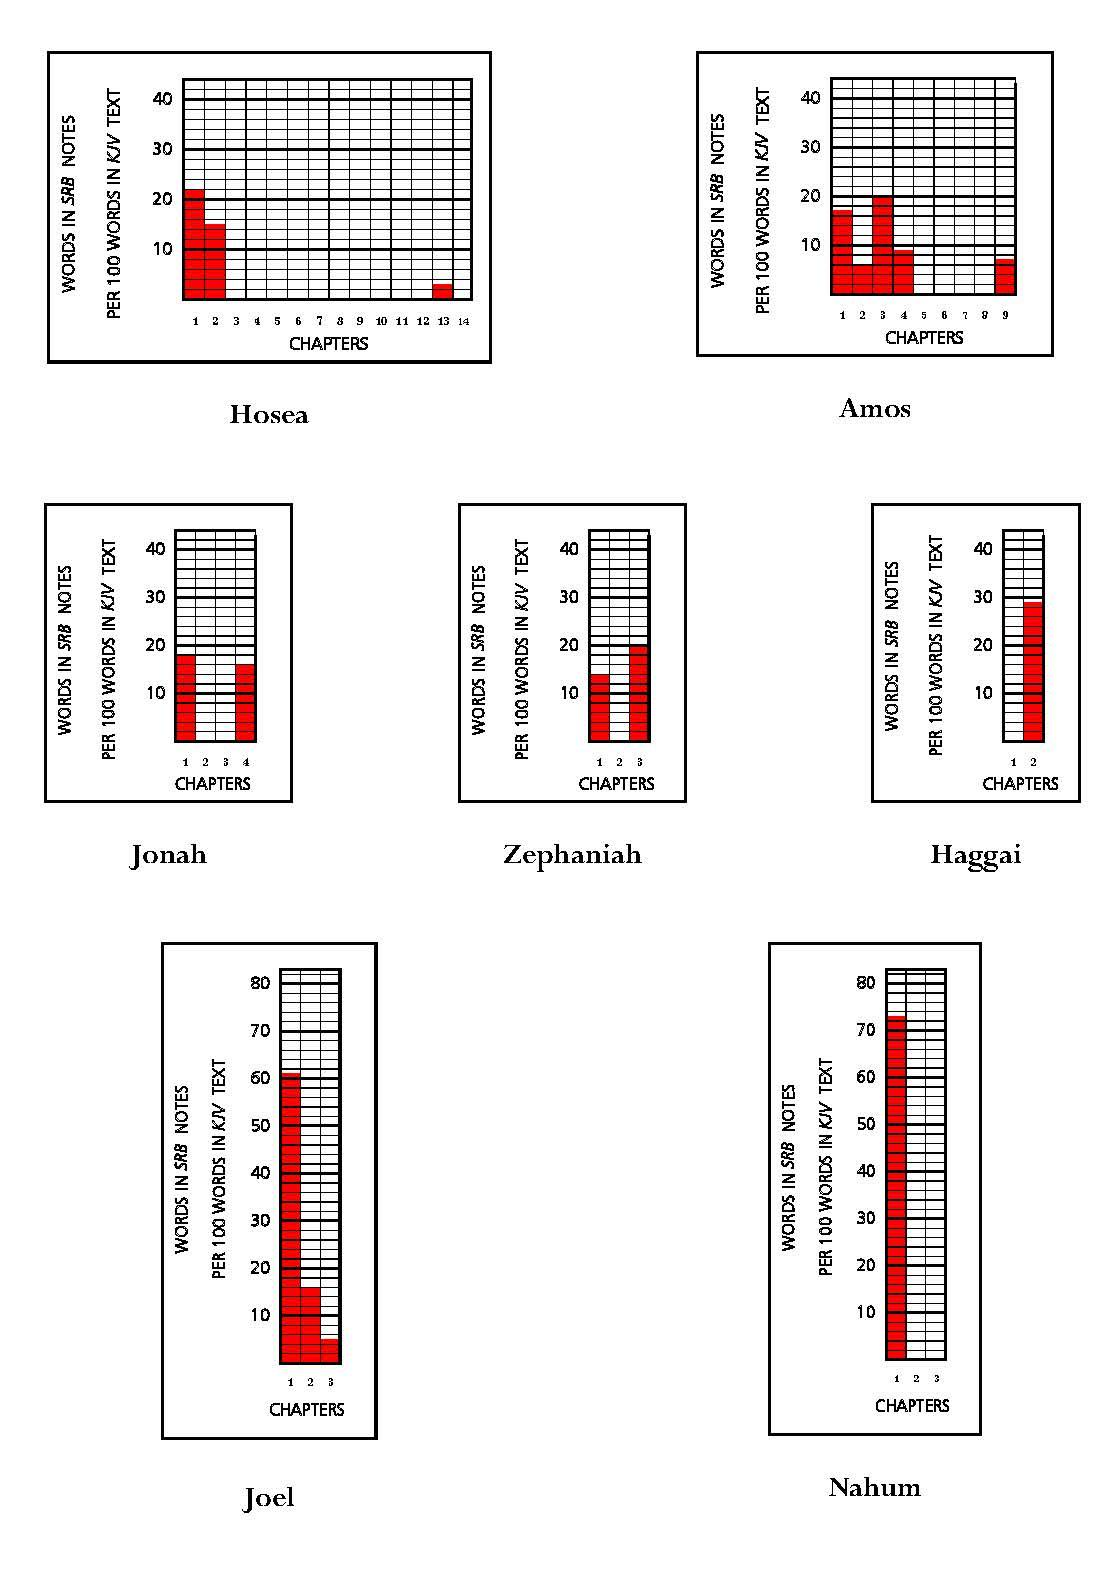 WORDS IN SRB NOTES
PER 100 WORDS IN KJV TEXT
40
30
20
10
1 2 3 4 5 6 7 8 9 10 11 12 13 14
CHAPTERS
Hosea
WORDS IN SRB NOTES
PER 100 WORDS IN KJV TEXT
40
30
20
10
1 2 3 4 5 6 7 8 9
CHAPTERS
Amos
WORDS IN SRB NOTES
PER 100 WORDS IN KJV TEXT
40
30
20
10
1 2 3 4
CHAPTERS
Jonah
WORDS IN SRB NOTES
PER 100 WORDS IN KJV TEXT
40
30
20
10
1 2 3
CHAPTERS
Zephaniah
WORDS IN SRB NOTES
PER 100 WORDS IN KJV TEXT
40
30
20
10
1 2
CHAPTERS
Haggai
WORDS IN SRB NOTES
PER 100 WORDS IN KJV TEXT
80
70
60
50
40
30
20
10
1 2 3
CHAPTERS
Joel
WORDS IN SRB NOTES
PER 100 WORDS IN KJV TEXT
80
70
60
50
40
30
20
10
1 2 3
CHAPTERS
Nahum